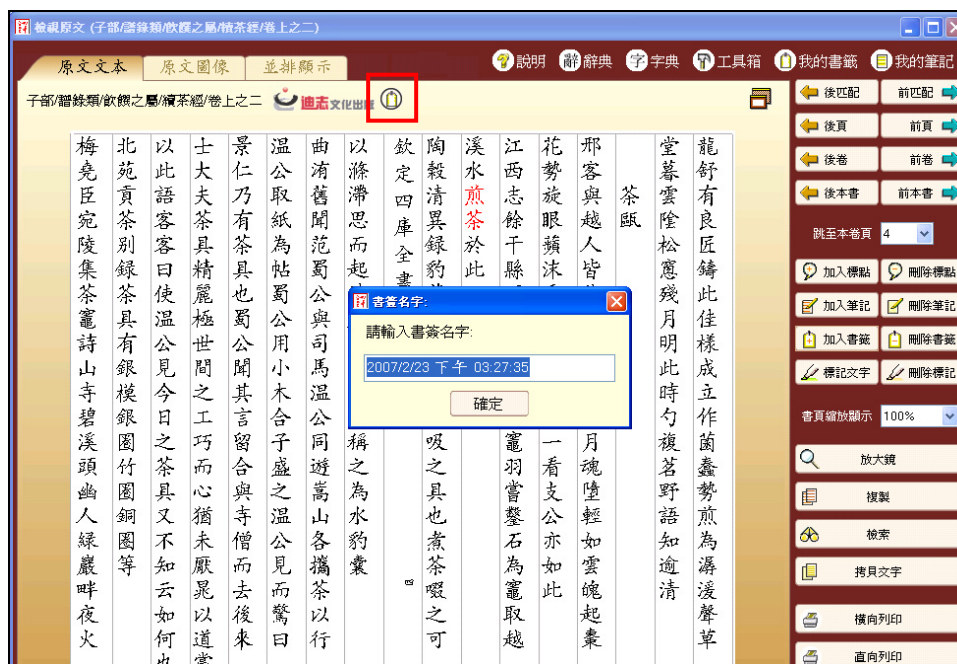 檢視原文 (子部/譜錄類/飲饌之屬/續茶經/卷上之二)
原文文本 原文圖像 並排顯示
說明 辭 辭典 字 字典 工具箱 我的書籤 我的筆記
子部/譜錄類/飲饌之屬/續茶經/卷上之二 迪志文化出版
龍舒有良匠鑄此佳樣成立作菌蠢勢煎為潺湲聲草
堂暮雲陰松窻殘月明此時勺複茗野語知逾清
茶甌
邢客與越人皆 月魂墮輕如雲魄起棗
花勢旋眼蘋沫 一看支公亦如此
江西志餘干縣 竈羽嘗鑿石為竈取越
溪水煎茶於此
陶穀清異録豹 吸之具也煮茶啜之可
欽定四庫全書 四
以滌滯思而起 稱之為水豹囊
曲洧舊聞范蜀公與司馬温公同遊嵩山各攜茶以行
温公取紙為帖蜀公用小木合子盛之温公見而驚曰
景仁乃有茶具也蜀公聞其言留合與寺僧而去後來
士大夫茶具精麗極世間之工巧而心猶未厭晁以道嘗
以此語客客曰使温公見今日之茶具又不知云如何也
北苑貢茶别録茶具有銀模銀圈竹圈銅圈等
梅堯臣宛陵集茶竈詩山寺碧溪頭幽人緑巖畔夜火
書簽名字:
請輸入書簽名字:
2007/2/23 下午 03:27:35
確定
後匹配 前匹配
後頁 前頁
後卷 前卷
後本書 前本書
跳至本卷頁 4
加入標點 刪除標點
加入筆記 刪除筆記
加入書籤 刪除書籤
標記文字 刪除標記
書頁縮放顯示 100%
放大鏡
複製
檢索
拷貝文字
橫向列印
直向列印